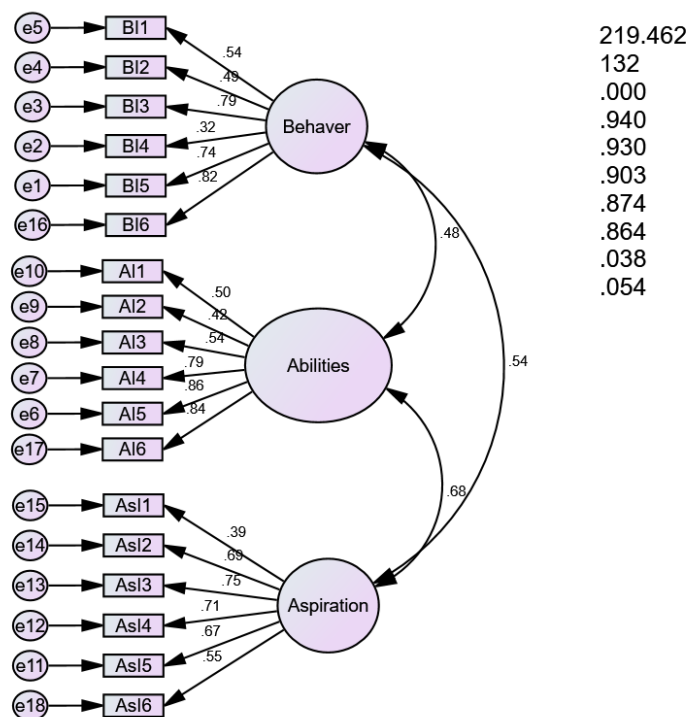 e5 BI1
e4 BI2
e3 BI3
e2 BI4
e1 BI5
e16 BI6
.54
.49
.79
.32
.74
.82
Behaver
e10 AI1
e9 AI2
e8 AI3
e7 AI4
e6 AI5
e17 AI6
.50
.42
.54
.79
.86
.84
Abilities
e15 AsI1
e14 AsI2
e13 AsI3
e12 AsI4
e11 AsI5
e18 AsI6
.39
.69
.75
.71
.67
.55
Aspiration
.48
.54
.68
219.462
132
.000
.940
.930
.903
.874
.864
.038
.054